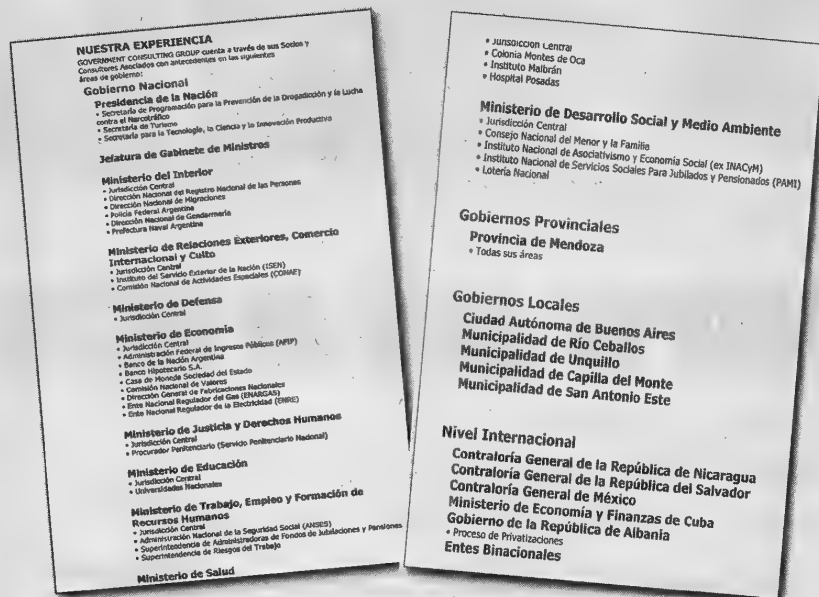 NUESTRA EXPERIENCIA
GOVERNMENT CONSULTING GROUP cuenta a través de sus Socios y
Consultores Asociados con antecedentes en las siguientes
áreas de gobierno:
Gobierno Nacional
Presidencia de la Nación
• Secretaría de Programación para la Prevención de la Drogadicción y la Lucha
contra el Narcotráfico
• Secretaría de Turismo
• Secretaría para la Tecnología, la Ciencia y la Innovación Productiva
Jefatura de Gabinete de Ministros
Ministerio del Interior
• Jurisdicción Central
• Dirección Nacional del Registro Nacional de las Personas
• Dirección Nacional de Migraciones
• Policía Federal Argentina
• Dirección Nacional de Gendarmería
• Prefectura Naval Argentina
Ministerio de Relaciones Exteriores, Comercio
Internacional y Culto
• Jurisdicción Central
• Instituto del Servicio Exterior de la Nación (ISEN)
• Comisión Nacional de Actividades Especiales (CONAE)
Ministerio de Defensa
• Jurisdicción Central
Ministerio de Economía
• Jurisdicción Central
• Administración Federal de Ingresos Públicos (AFIP)
• Banco de la Nación Argentina
• Banco Hipotecario S.A.
• Casa de Moneda Sociedad del Estado
• Comisión Nacional de Valores
• Dirección General de Fabricaciones Nacionales
• Ente Nacional Regulador del Gas (ENARGAS)
• Ente Nacional Regulador de la Electricidad (ENRE)
Ministerio de Justicia y Derechos Humanos
• Jurisdicción Central
• Procurador Penitenciario (Servicio Penitenciario Nacional)
Ministerio de Educación
• Jurisdicción Central
• Universidades Nacionales
Ministerio de Trabajo, Empleo y Formación de
Recursos Humanos
• Jurisdicción Central
• Administración Nacional de la Seguridad Social (ANSES)
• Superintendencia de Administradoras de Fondos de Jubilaciones y Pensiones
• Superintendencia de Riesgos del Trabajo
Ministerio de Salud
• Jurisdicción Central
• Colonia Montes de Oca
• Instituto Malbrán
• Hospital Posadas
Ministerio de Desarrollo Social y Medio Ambiente
• Jurisdicción Central
• Consejo Nacional del Menor y la Familia
• Instituto Nacional de Asociativismo y Economía Social (ex INACyM)
• Instituto Nacional de Servicios Sociales Para Jubilados y Pensionados (PAMI)
• Lotería Nacional
Gobiernos Provinciales
Provincia de Mendoza
• Todas sus áreas
Gobiernos Locales
Ciudad Autónoma de Buenos Aires
Municipalidad de Río Ceballos
Municipalidad de Unquillo
Municipalidad de Capilla del Monte
Municipalidad de San Antonio Este
Nivel Internacional
Contraloría General de la República de Nicaragua
Contraloría General de la República del Salvador
Contraloría General de México
Ministerio de Economía y Finanzas de Cuba
Gobierno de la República de Albania
• Proceso de Privatizaciones
Entes Binacionales